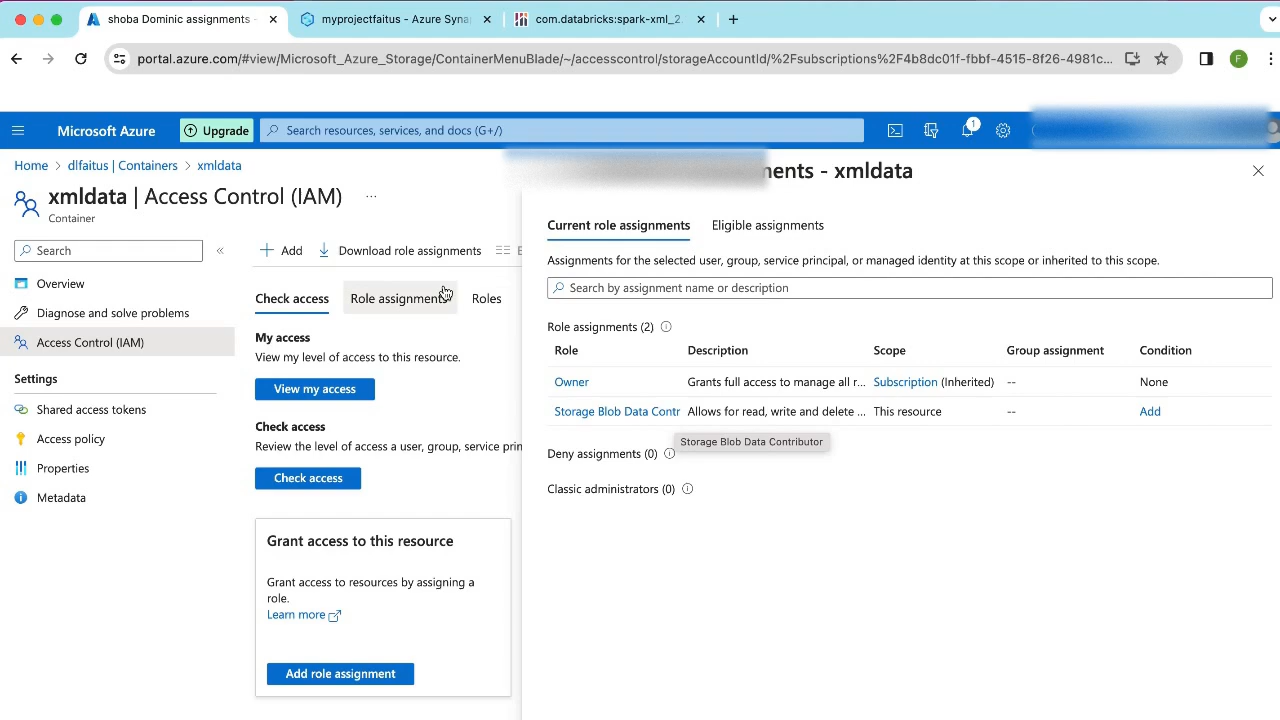 shoba Dominic assignments -
myprojectfaitus - Azure Syna
com.databricks:spark-xml_2.
portal.azure.com/#view/Microsoft_Azure_Storage/ContainerMenuBlade/~/accesscontrol/storageAccountId/%2Fsubscriptions%2F4b8dc01f-fbbf-4515-8f26-4981c...
F
Microsoft Azure
Upgrade
Search resources, services, and docs (G+/)
1
Home > dlfaitus | Containers > xmldata
xmldata | Access Control (IAM) ...
Container
Search
«
Overview
Diagnose and solve problems
Access Control (IAM)
Settings
Shared access tokens
Access policy
Properties
Metadata
Add
Download role assignments
E
Check access
Role assignments
Roles
My access
View my level of access to this resource.
View my access
Check access
Review the level of access a user, group, service prin
Check access
Grant access to this resource
Grant access to resources by assigning a
role.
Learn more
Add role assignment
ments - xmldata
Current role assignments
Eligible assignments
Assignments for the selected user, group, service principal, or managed identity at this scope or inherited to this scope.
Search by assignment name or description
Role assignments (2)
Role Description Scope Group assignment Condition
Owner Grants full access to manage all r... Subscription (Inherited) -- None
Storage Blob Data Contr Allows for read, write and delete ... This resource -- Add
Storage Blob Data Contributor
Deny assignments (0)
Classic administrators (0)